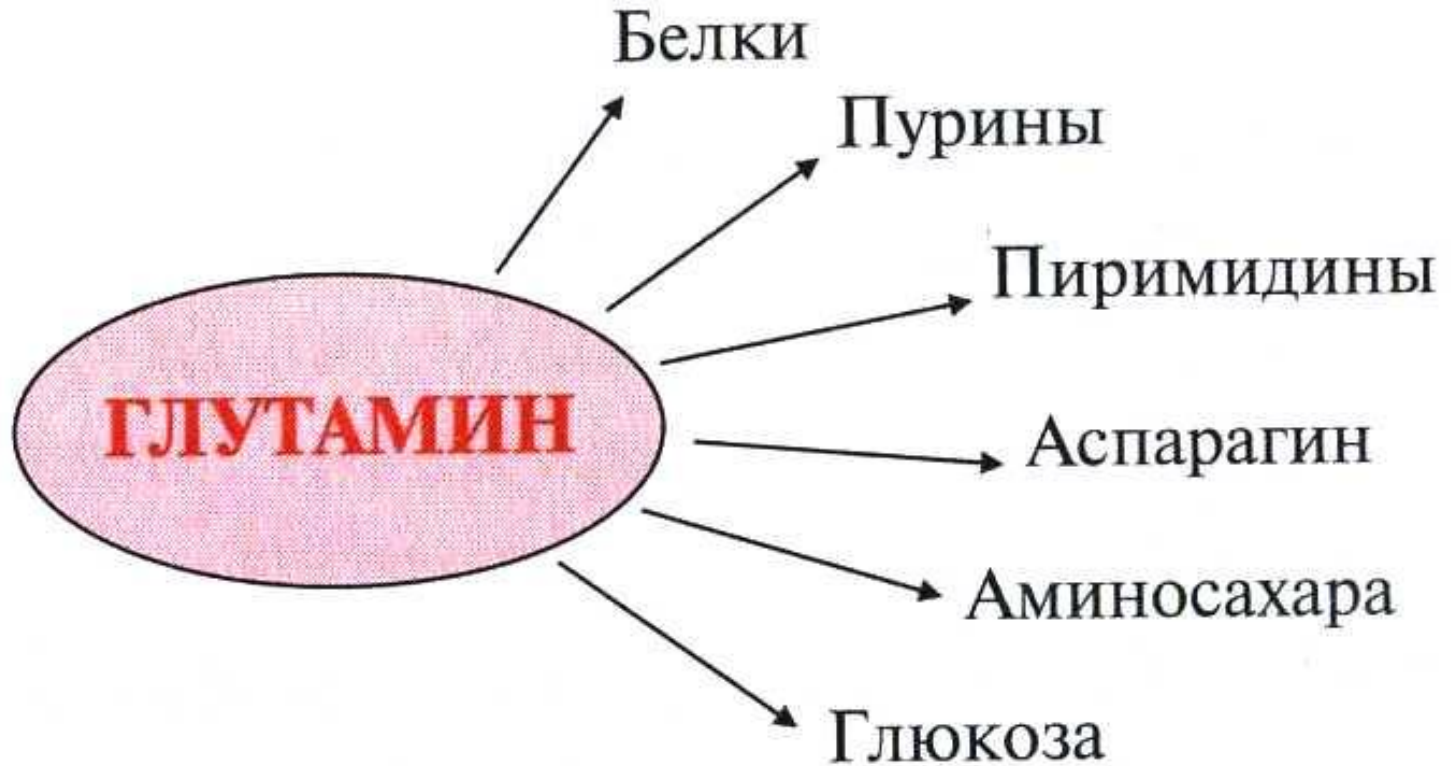 Белки
Пурины
Пиримидины
ГЛУТАМИН
Аспарагин
Аминосахара
Глюкоза